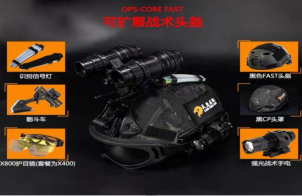 OPS-CORE FAST
可扩展战术头盔
识别信号灯
翻斗车
X800护目镜(套餐为X400)
黑色FAST头盔
黑CP头罩
强光战术手电